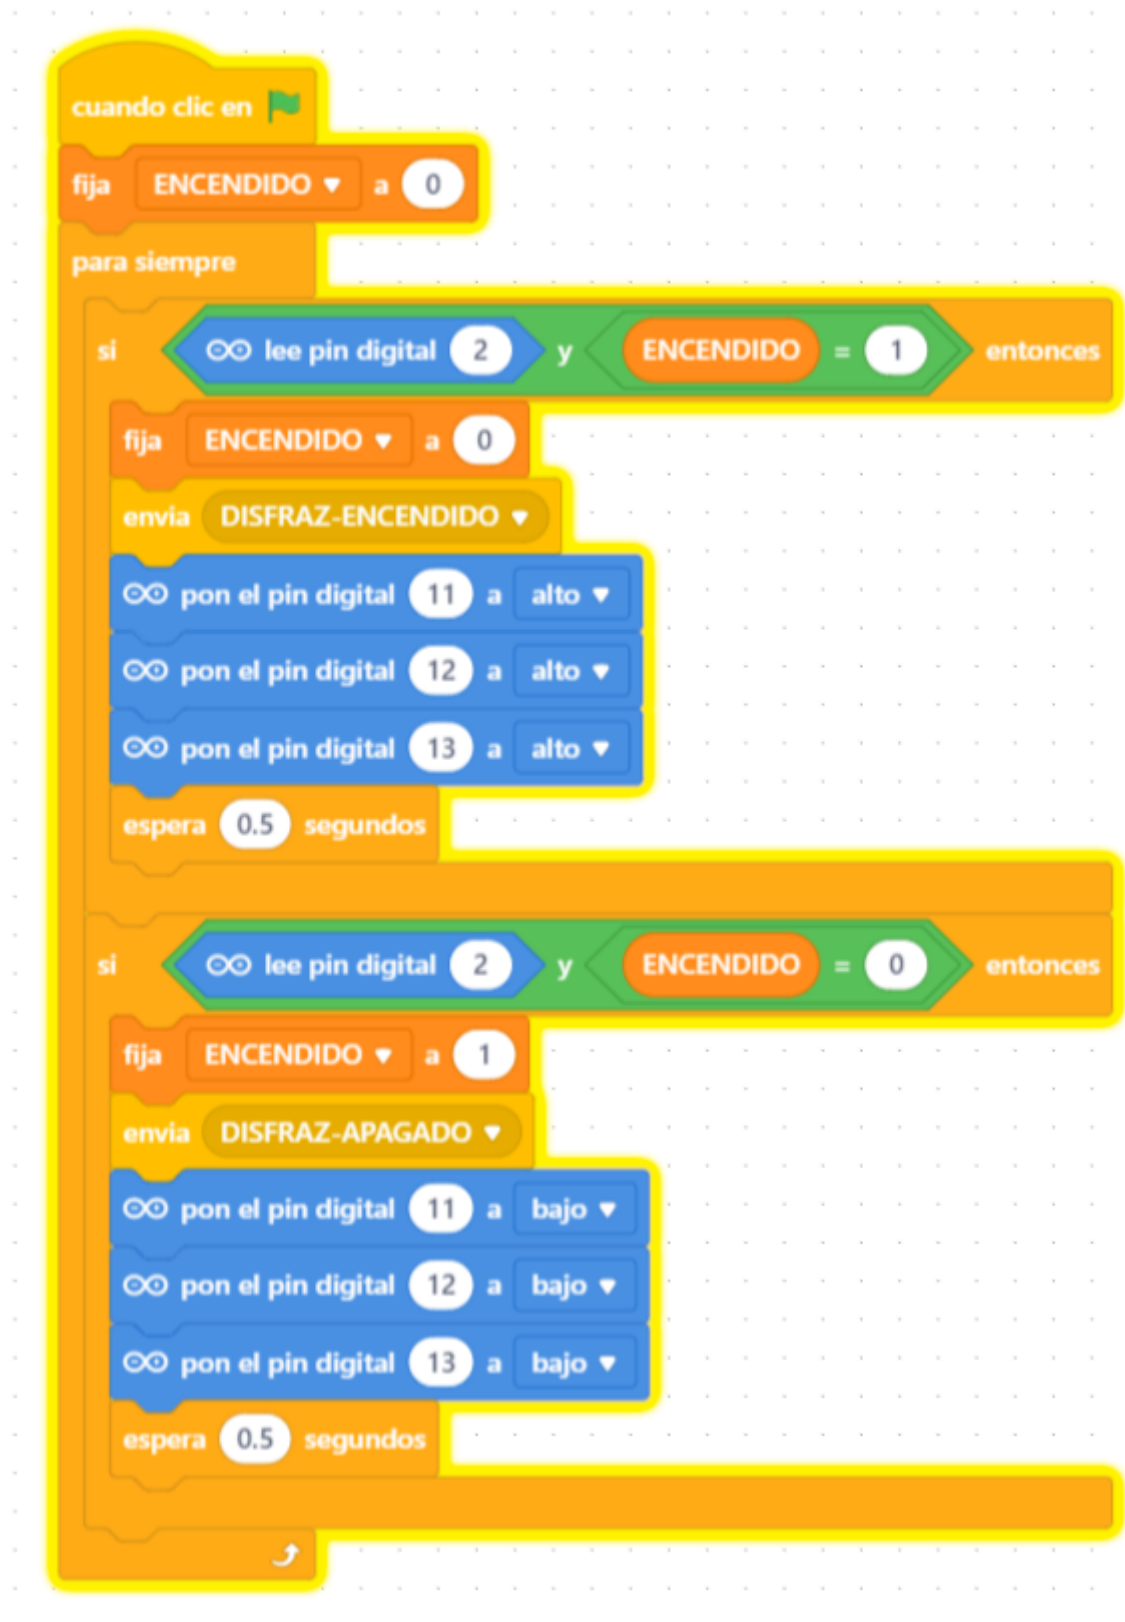 cuando clic en
fija ENCENDIDO a 0
para siempre
si lee pin digital 2 y ENCENDIDO = 1 entonces
fija ENCENDIDO a 0
envia DISFRAZ-ENCENDIDO
pon el pin digital 11 a alto
pon el pin digital 12 a alto
pon el pin digital 13 a alto
espera 0.5 segundos
si lee pin digital 2 y ENCENDIDO = 0 entonces
fija ENCENDIDO a 1
envia DISFRAZ-APAGADO
pon el pin digital 11 a bajo
pon el pin digital 12 a bajo
pon el pin digital 13 a bajo
espera 0.5 segundos